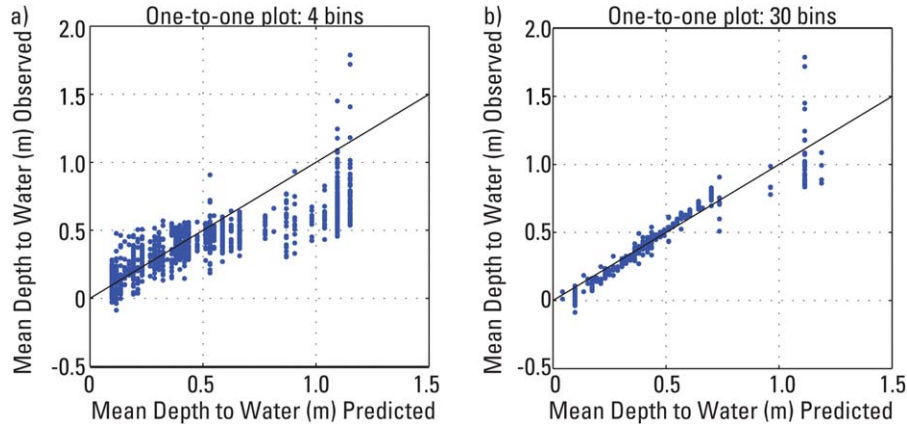 a)
One-to-one plot: 4 bins
Mean Depth to Water (m) Observed
2.0
1.5
1.0
0.5
0
-0.5
0
0.5
1.0
1.5
Mean Depth to Water (m) Predicted
b)
One-to-one plot: 30 bins
Mean Depth to Water (m) Observed
2.0
1.5
1.0
0.5
0
-0.5
0
0.5
1.0
1.5
Mean Depth to Water (m) Predicted